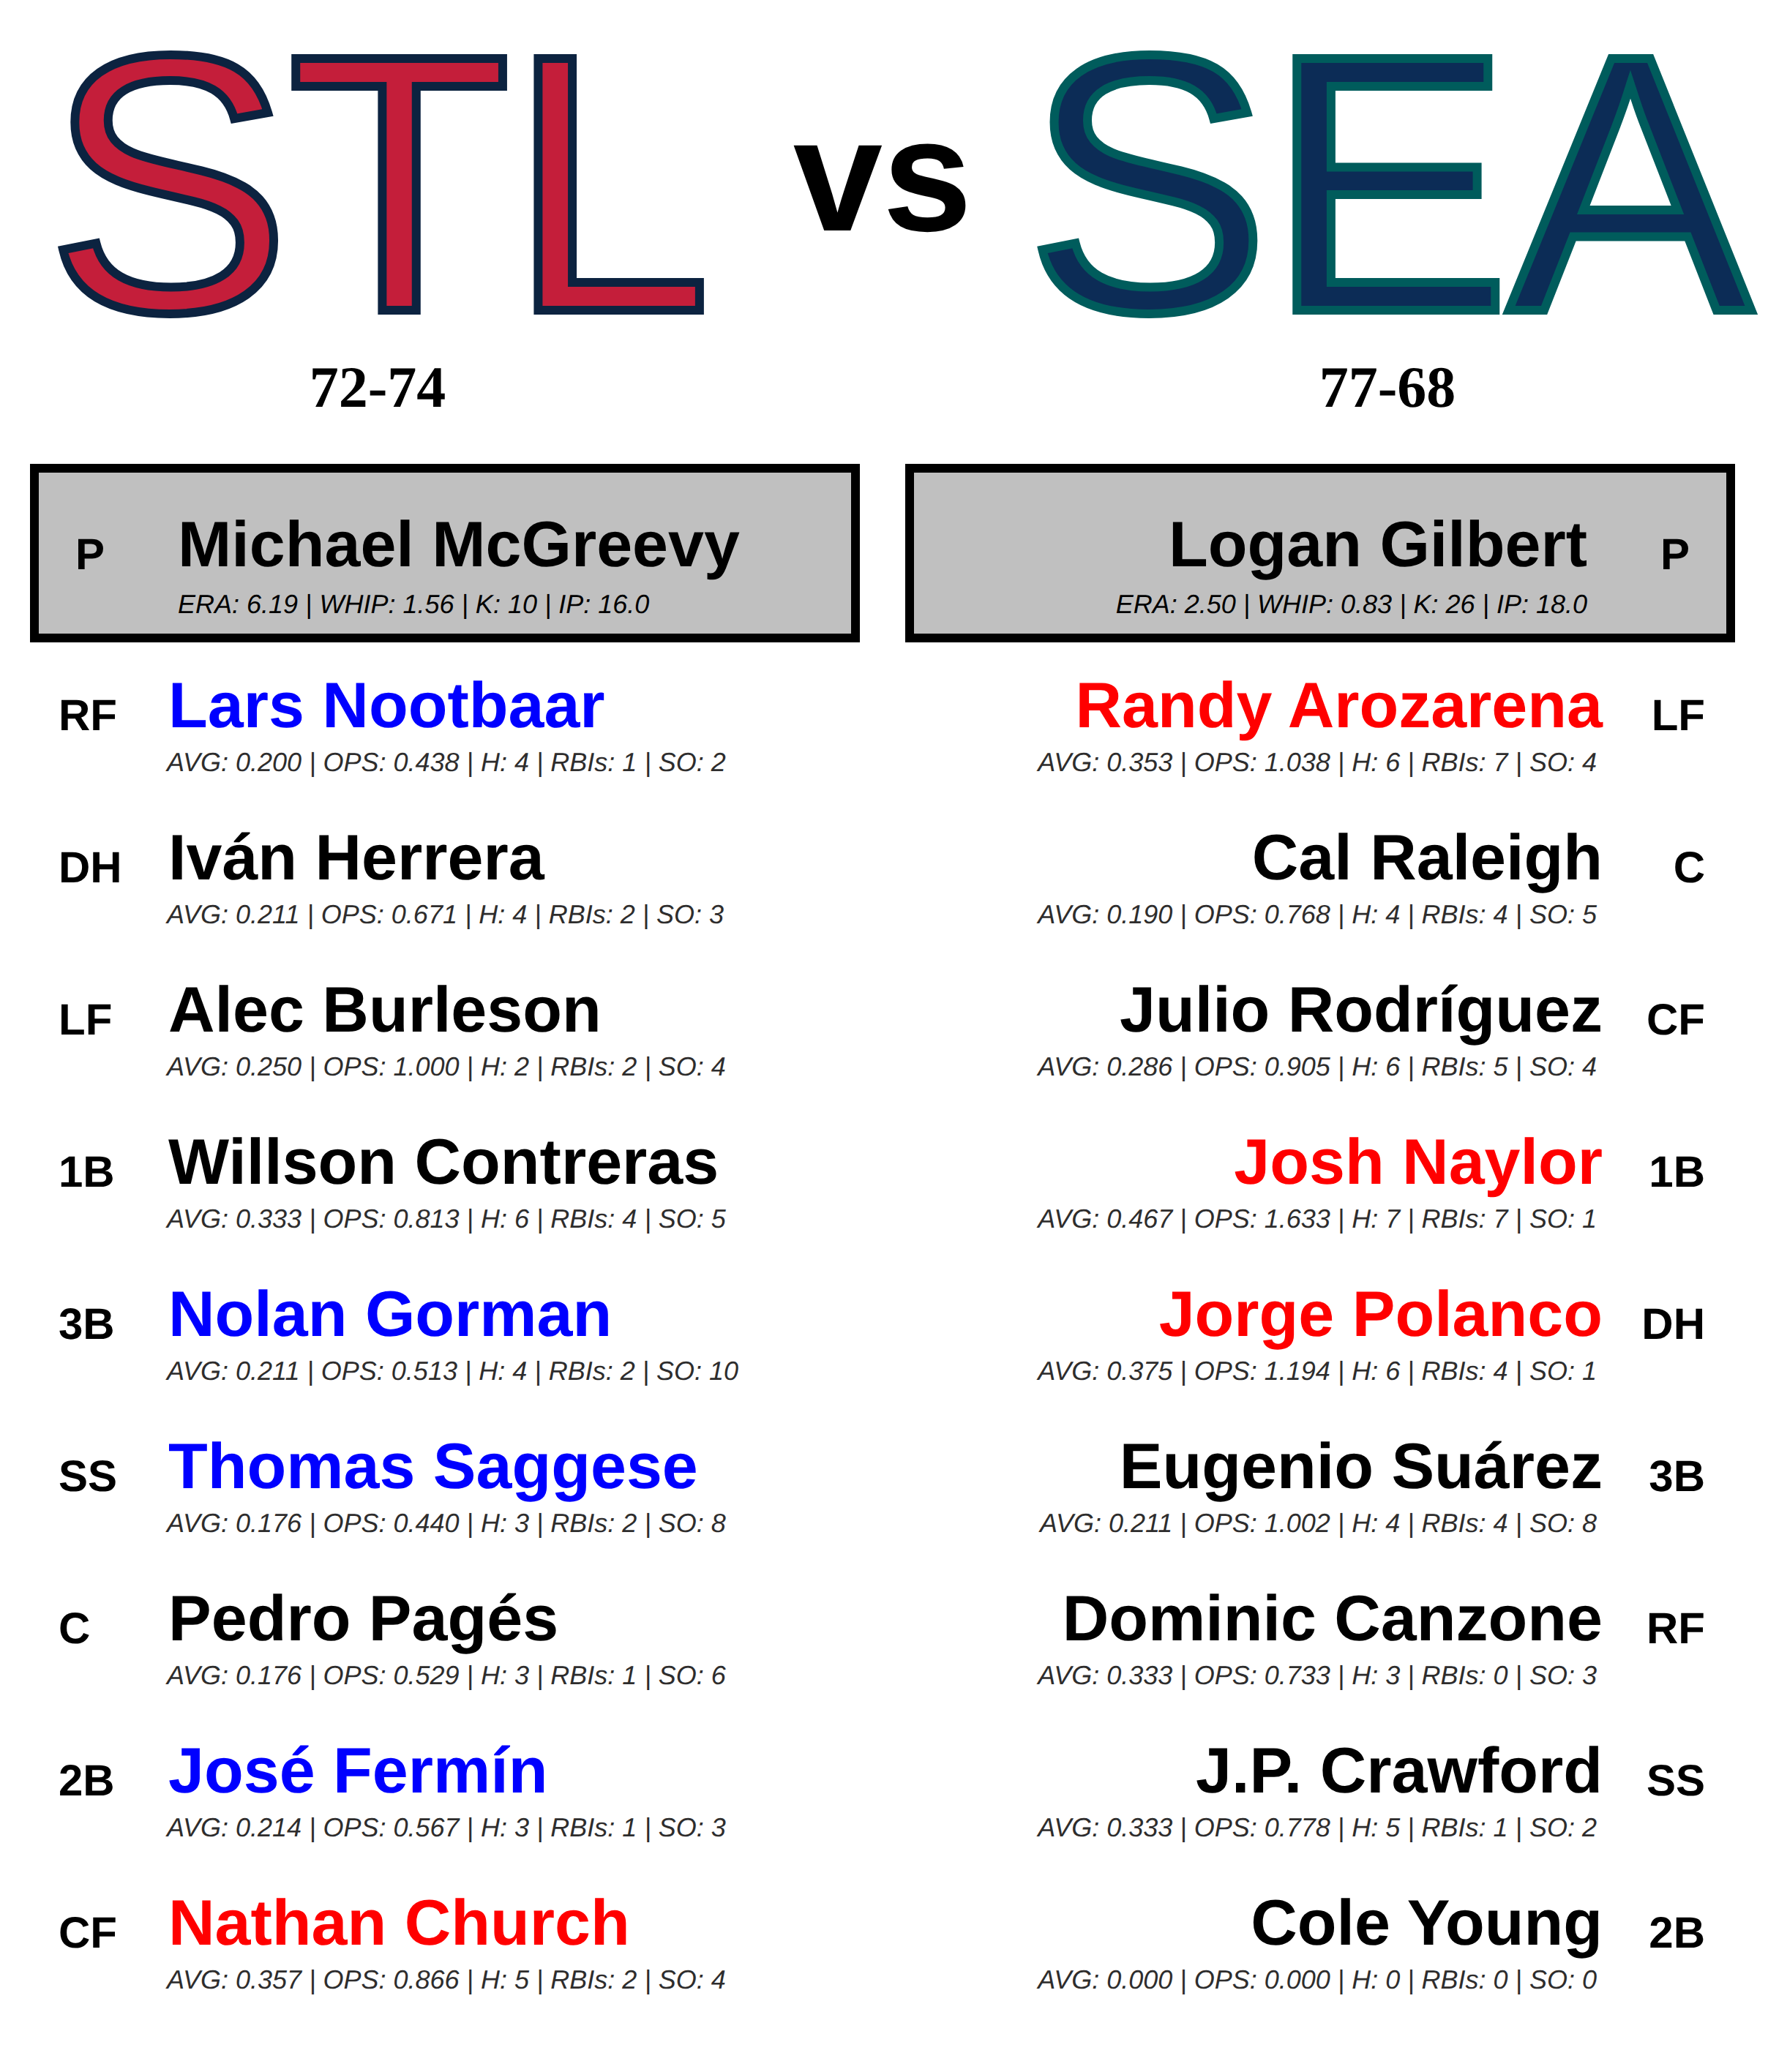 STL vs SEA
72-74 77-68
P Michael McGreevy
ERA: 6.19 | WHIP: 1.56 | K: 10 | IP: 16.0
Logan Gilbert P
ERA: 2.50 | WHIP: 0.83 | K: 26 | IP: 18.0
RF Lars Nootbaar
AVG: 0.200 | OPS: 0.438 | H: 4 | RBIs: 1 | SO: 2
DH Iván Herrera
AVG: 0.211 | OPS: 0.671 | H: 4 | RBIs: 2 | SO: 3
LF Alec Burleson
AVG: 0.250 | OPS: 1.000 | H: 2 | RBIs: 2 | SO: 4
1B Willson Contreras
AVG: 0.333 | OPS: 0.813 | H: 6 | RBIs: 4 | SO: 5
3B Nolan Gorman
AVG: 0.211 | OPS: 0.513 | H: 4 | RBIs: 2 | SO: 10
SS Thomas Saggese
AVG: 0.176 | OPS: 0.440 | H: 3 | RBIs: 2 | SO: 8
C Pedro Pagés
AVG: 0.176 | OPS: 0.529 | H: 3 | RBIs: 1 | SO: 6
2B José Fermín
AVG: 0.214 | OPS: 0.567 | H: 3 | RBIs: 1 | SO: 3
CF Nathan Church
AVG: 0.357 | OPS: 0.866 | H: 5 | RBIs: 2 | SO: 4
Randy Arozarena LF
AVG: 0.353 | OPS: 1.038 | H: 6 | RBIs: 7 | SO: 4
Cal Raleigh C
AVG: 0.190 | OPS: 0.768 | H: 4 | RBIs: 4 | SO: 5
Julio Rodríguez CF
AVG: 0.286 | OPS: 0.905 | H: 6 | RBIs: 5 | SO: 4
Josh Naylor 1B
AVG: 0.467 | OPS: 1.633 | H: 7 | RBIs: 7 | SO: 1
Jorge Polanco DH
AVG: 0.375 | OPS: 1.194 | H: 6 | RBIs: 4 | SO: 1
Eugenio Suárez 3B
AVG: 0.211 | OPS: 1.002 | H: 4 | RBIs: 4 | SO: 8
Dominic Canzone RF
AVG: 0.333 | OPS: 0.733 | H: 3 | RBIs: 0 | SO: 3
J.P. Crawford SS
AVG: 0.333 | OPS: 0.778 | H: 5 | RBIs: 1 | SO: 2
Cole Young 2B
AVG: 0.000 | OPS: 0.000 | H: 0 | RBIs: 0 | SO: 0